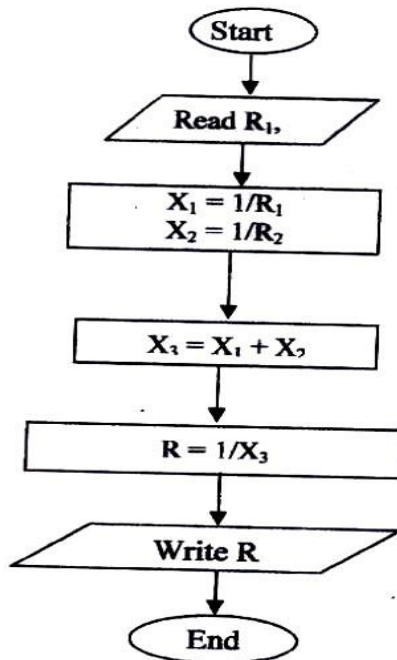 Start
Read R₁,
X₁ = 1/R₁
X₂ = 1/R₂
X₃ = X₁ + X₂
R = 1/X₃
Write R
End